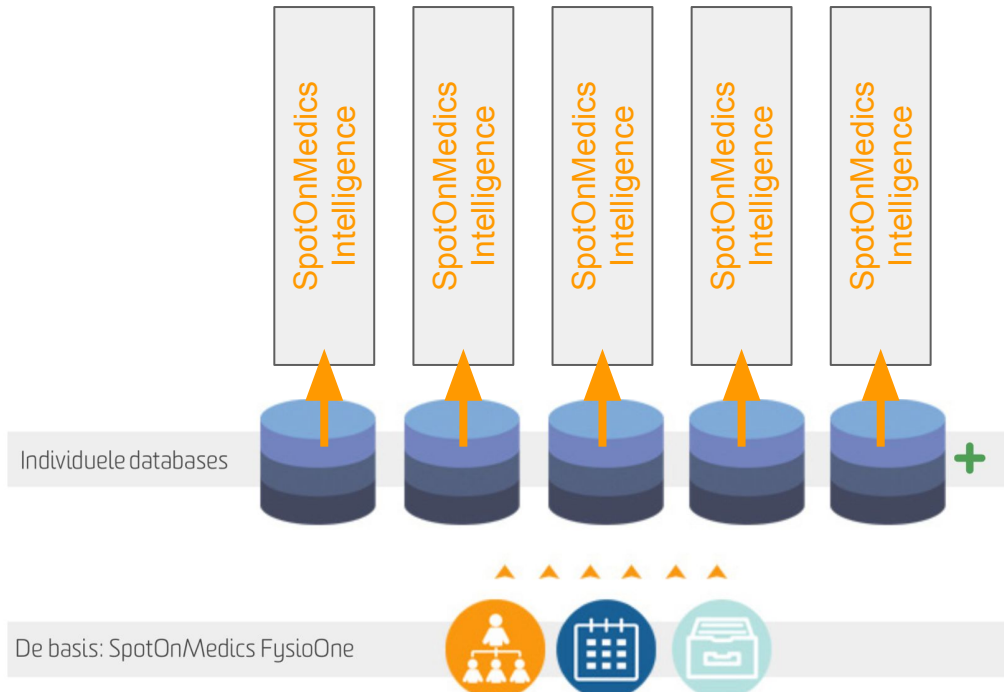 SpotOnMedics
Intelligence
SpotOnMedics
Intelligence
SpotOnMedics
Intelligence
SpotOnMedics
Intelligence
SpotOnMedics
Intelligence
Individuele databases
De basis: SpotOnMedics FysioOne